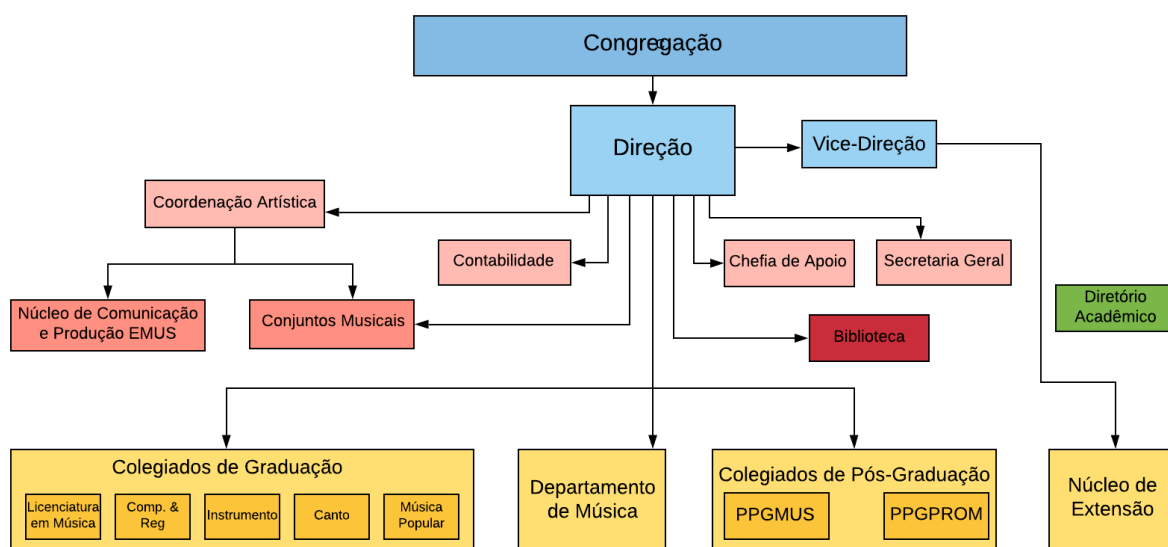 Congregação
Direção
Vice-Direção
Coordenação Artística
Contabilidade
Chefia de Apoio
Secretaria Geral
Núcleo de Comunicação
e Produção EMUS
Conjuntos Musicais
Biblioteca
Diretório
Acadêmico
Colegiados de Graduação
Licenciatura
em Música
Comp. &
Reg
Instrumento
Canto
Música
Popular
Departamento
de Música
Colegiados de Pós-Graduação
PPGMUS
PPGPROM
Núcleo de
Extensão